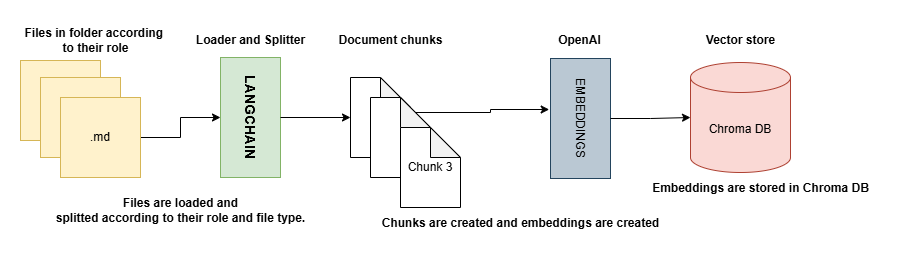 Files in folder according
to their role
Loader and Splitter
Document chunks
OpenAI
Vector store
.md
LANGCHAIN
Chunk 3
EMBEDDINGS
Chroma DB
Files are loaded and
splitted according to their role and file type.
Chunks are created and embeddings are created
Embeddings are stored in Chroma DB